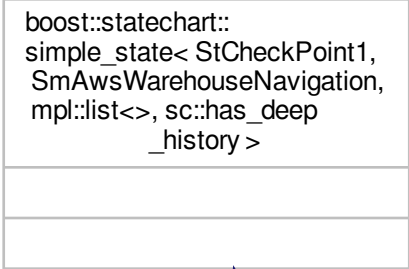 boost::statechart::
simple_state< StCheckPoint1,
SmAwsWarehouseNavigation,
mpl::list<>, sc::has_deep
_history >